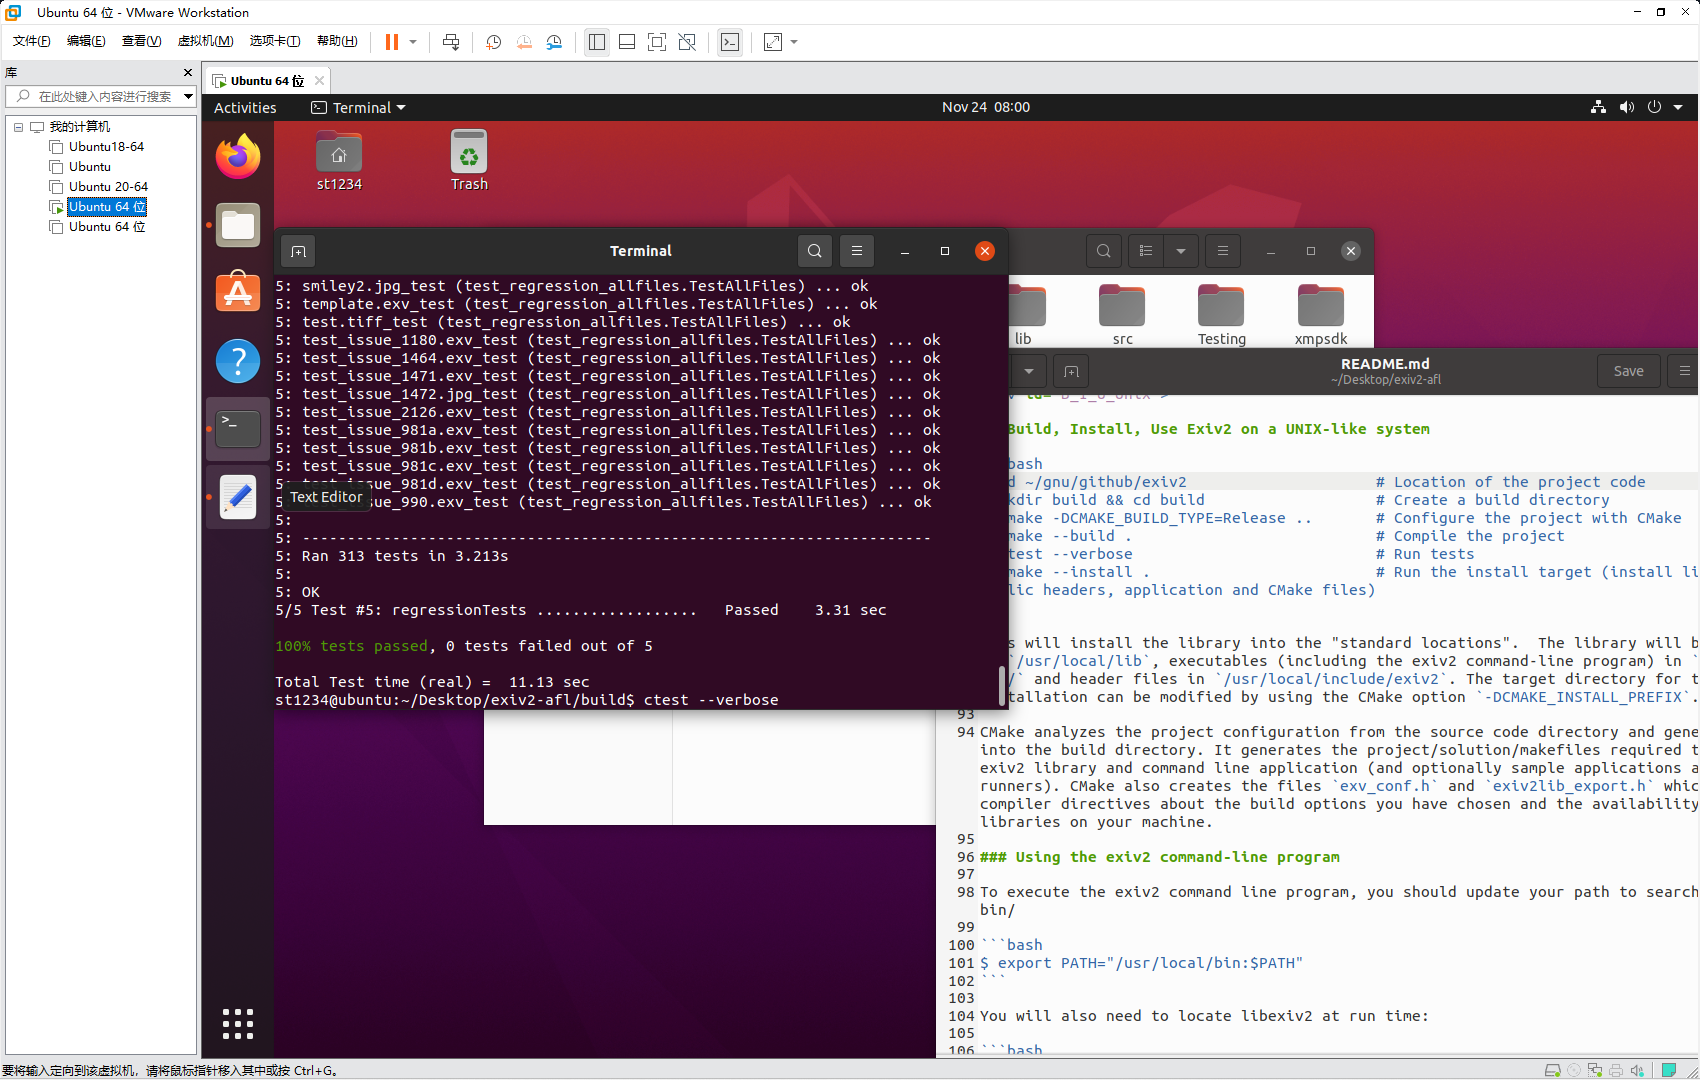 Ubuntu 64 位 - VMware Workstation
文件(F) 编辑(E) 查看(V) 虚拟机(M) 选项卡(T) 帮助(H)
库
在此处键入内容进行搜索
我的计算机
Ubuntu18-64
Ubuntu
Ubuntu 20-64
Ubuntu 64 位
Ubuntu 64 位
Ubuntu 64 位
Activities Terminal Nov 24 08:00
st1234
Trash
Terminal
5: smiley2.jpg_test (test_regression_allfiles.TestAllFiles) ... ok
5: template.exv_test (test_regression_allfiles.TestAllFiles) ... ok
5: test.tiff_test (test_regression_allfiles.TestAllFiles) ... ok
5: test_issue_1180.exv_test (test_regression_allfiles.TestAllFiles) ... ok
5: test_issue_1464.exv_test (test_regression_allfiles.TestAllFiles) ... ok
5: test_issue_1471.exv_test (test_regression_allfiles.TestAllFiles) ... ok
5: test_issue_1472.jpg_test (test_regression_allfiles.TestAllFiles) ... ok
5: test_issue_2126.exv_test (test_regression_allfiles.TestAllFiles) ... ok
5: test_issue_981a.exv_test (test_regression_allfiles.TestAllFiles) ... ok
5: test_issue_981b.exv_test (test_regression_allfiles.TestAllFiles) ... ok
5: test_issue_981c.exv_test (test_regression_allfiles.TestAllFiles) ... ok
5: test_issue_981d.exv_test (test_regression_allfiles.TestAllFiles) ... ok
Text Editor
ue_990.exv_test (test_regression_allfiles.TestAllFiles) ... ok
5:
5: ----------------------------------------------------------------------
5: Ran 313 tests in 3.213s
5:
5: OK
5/5 Test #5: regressionTests .................. Passed 3.31 sec
100% tests passed, 0 tests failed out of 5
Total Test time (real) = 11.13 sec
st1234@ubuntu:~/Desktop/exiv2-afl/build$ ctest --verbose
lib
src
Testing
xmpsdk
README.md
~/Desktop/exiv2-afl
Save
Build, Install, Use Exiv2 on a UNIX-like system
bash
d ~/gnu/github/exiv2 # Location of the project code
kdir build && cd build # Create a build directory
make -DCMAKE_BUILD_TYPE=Release .. # Configure the project with CMake
make --build . # Compile the project
test --verbose # Run tests
make --install . # Run the install target (install li
lic headers, application and CMake files)
s will install the library into the "standard locations". The library will b
`/usr/local/lib`, executables (including the exiv2 command-line program) in `
/` and header files in `/usr/local/include/exiv2`. The target directory for t
tallation can be modified by using the CMake option `-DCMAKE_INSTALL_PREFIX`.
93
94 CMake analyzes the project configuration from the source code directory and gene
into the build directory. It generates the project/solution/makefiles required t
exiv2 library and command line application (and optionally sample applications a
runners). CMake also creates the files `exv_conf.h` and `exiv2lib_export.h` whic
compiler directives about the build options you have chosen and the availability
libraries on your machine.
95
96 ### Using the exiv2 command-line program
97
98 To execute the exiv2 command line program, you should update your path to search
bin/
99
100 ```bash
101 $ export PATH="/usr/local/bin:$PATH"
102 ```
103
104 You will also need to locate libexiv2 at run time:
105
106 ```bash
要将输入定向到该虚拟机，请将鼠标指针移入其中或按 Ctrl+G。